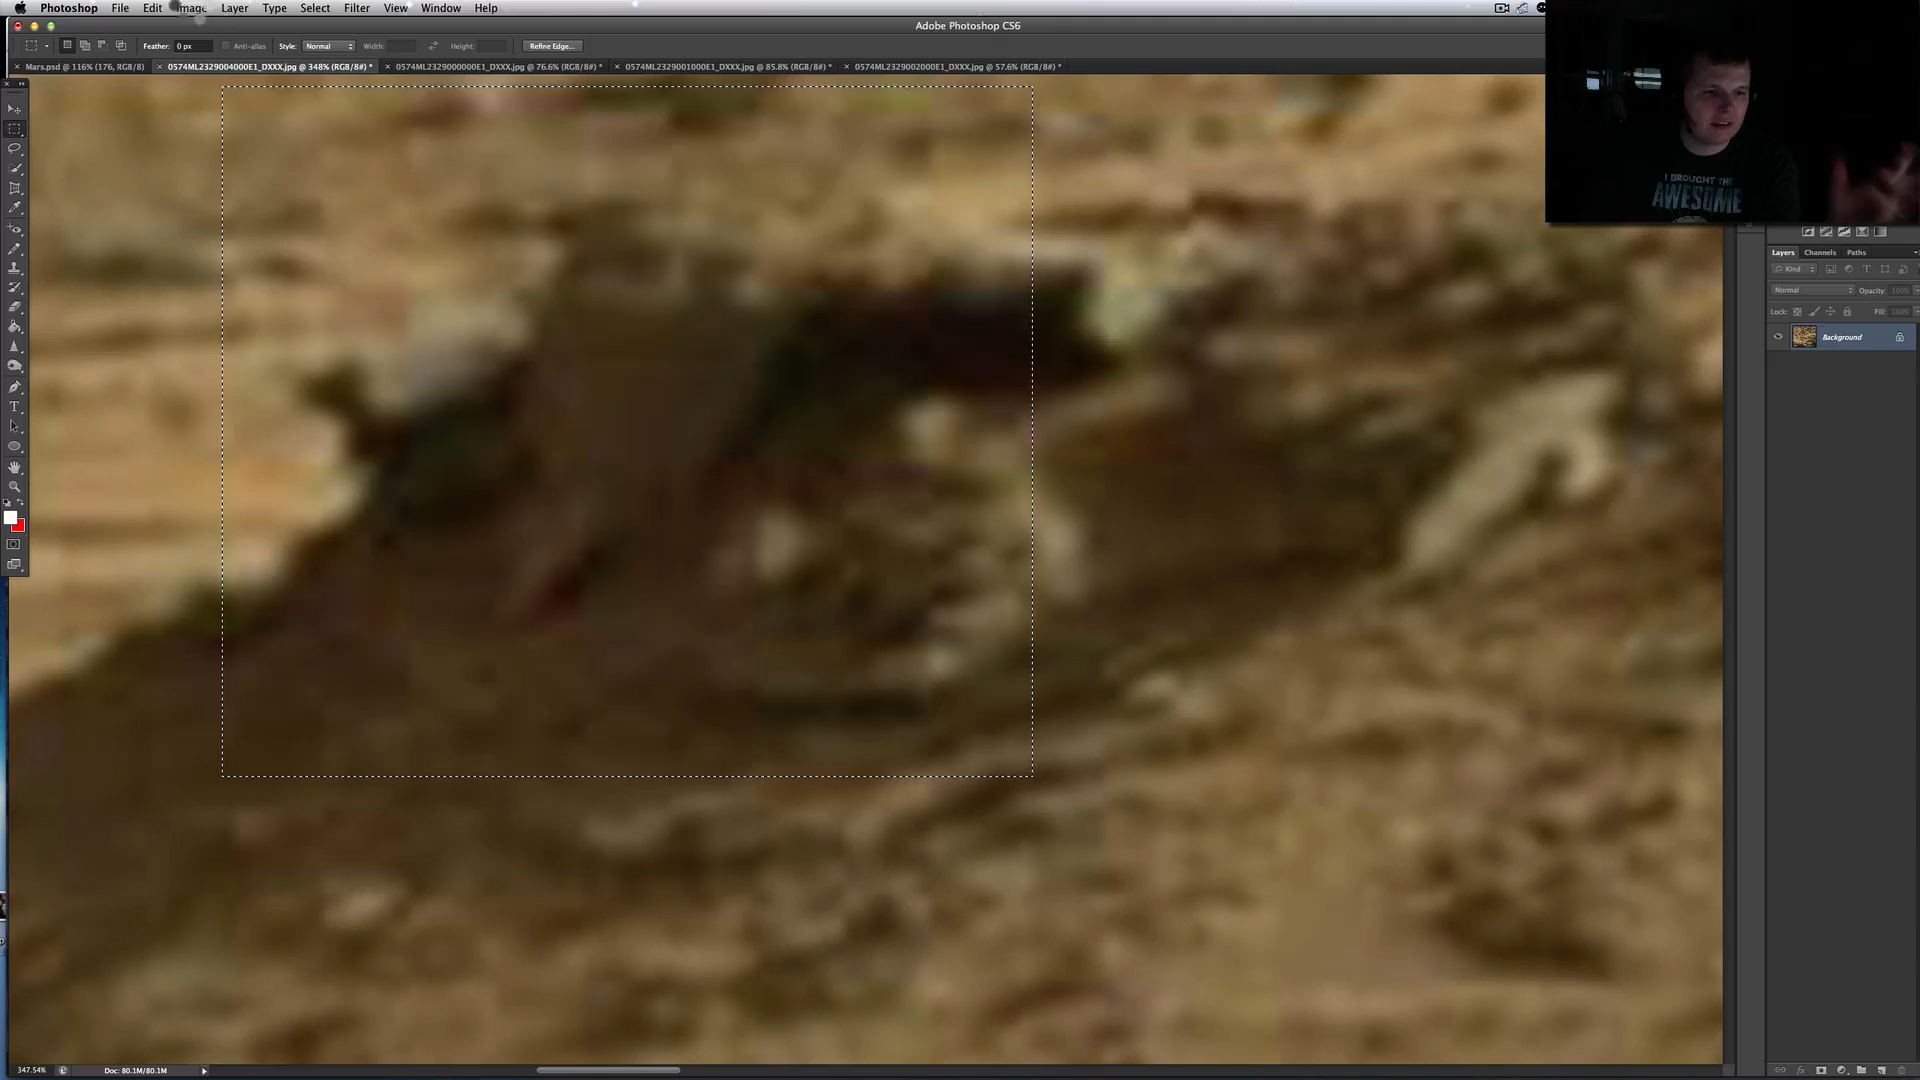 Photoshop File Edit Image Layer Type Select Filter View Window Help
Adobe Photoshop CS6
Feather: 0 px Anti-alias Style: Normal Width: Height: Refine Edge...
Mars.psd @ 116% (176, RGB/8) 0574ML2329004000E1_DXXX.jpg @ 348% (RGB/8#) * 0574ML2329000000E1_DXXX.jpg @ 76.6% (RGB/8*) * 0574ML2329001000E1_DXXX.jpg @ 85.8% (RGB/8#) * 0574ML2329002000E1_DXXX.jpg @ 57.6% (RGB/8#) *
I BROUGHT THE
AWESOME
Layers Channels Paths
Kind
Normal Opacity: 100%
Lock: Fill: 100%
Background
347.54% Doc: 80.1M/80.1M